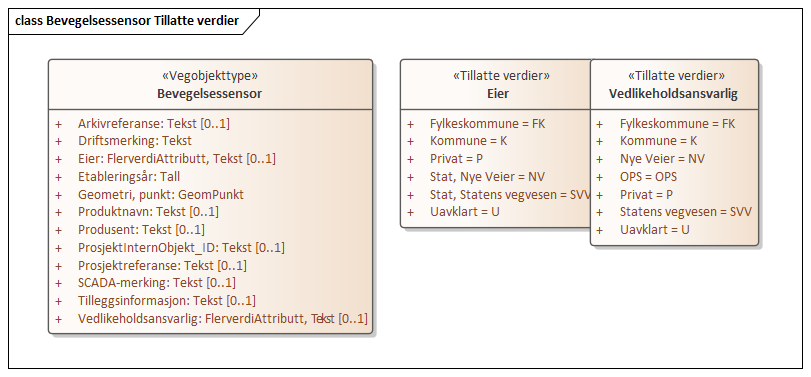 class Bevegelsessensor Tillatte verdier
«Vegobjekttype»
Bevegelsessensor
+ Arkivreferanse: Tekst [0..1]
+ Driftsmerking: Tekst
+ Eier: FlerverdiAttributt, Tekst [0..1]
+ Etableringsår: Tall
+ Geometri, punkt: GeomPunkt
+ Produktnavn: Tekst [0..1]
+ Produsent: Tekst [0..1]
+ ProsjektInternObjekt_ID: Tekst [0..1]
+ Prosjektreferanse: Tekst [0..1]
+ SCADA-merking: Tekst [0..1]
+ Tilleggsinformasjon: Tekst [0..1]
+ Vedlikeholdsansvarlig: FlerverdiAttributt, Tekst [0..1]
«Tillatte verdier»
Eier
+ Fylkeskommune = FK
+ Kommune = K
+ Privat = P
+ Stat, Nye Veier = NV
+ Stat, Statens vegvesen = SVV
+ Uavklart = U
«Tillatte verdier»
Vedlikeholdsansvarlig
+ Fylkeskommune = FK
+ Kommune = K
+ Nye Veier = NV
+ OPS = OPS
+ Privat = P
+ Statens vegvesen = SVV
+ Uavklart = U